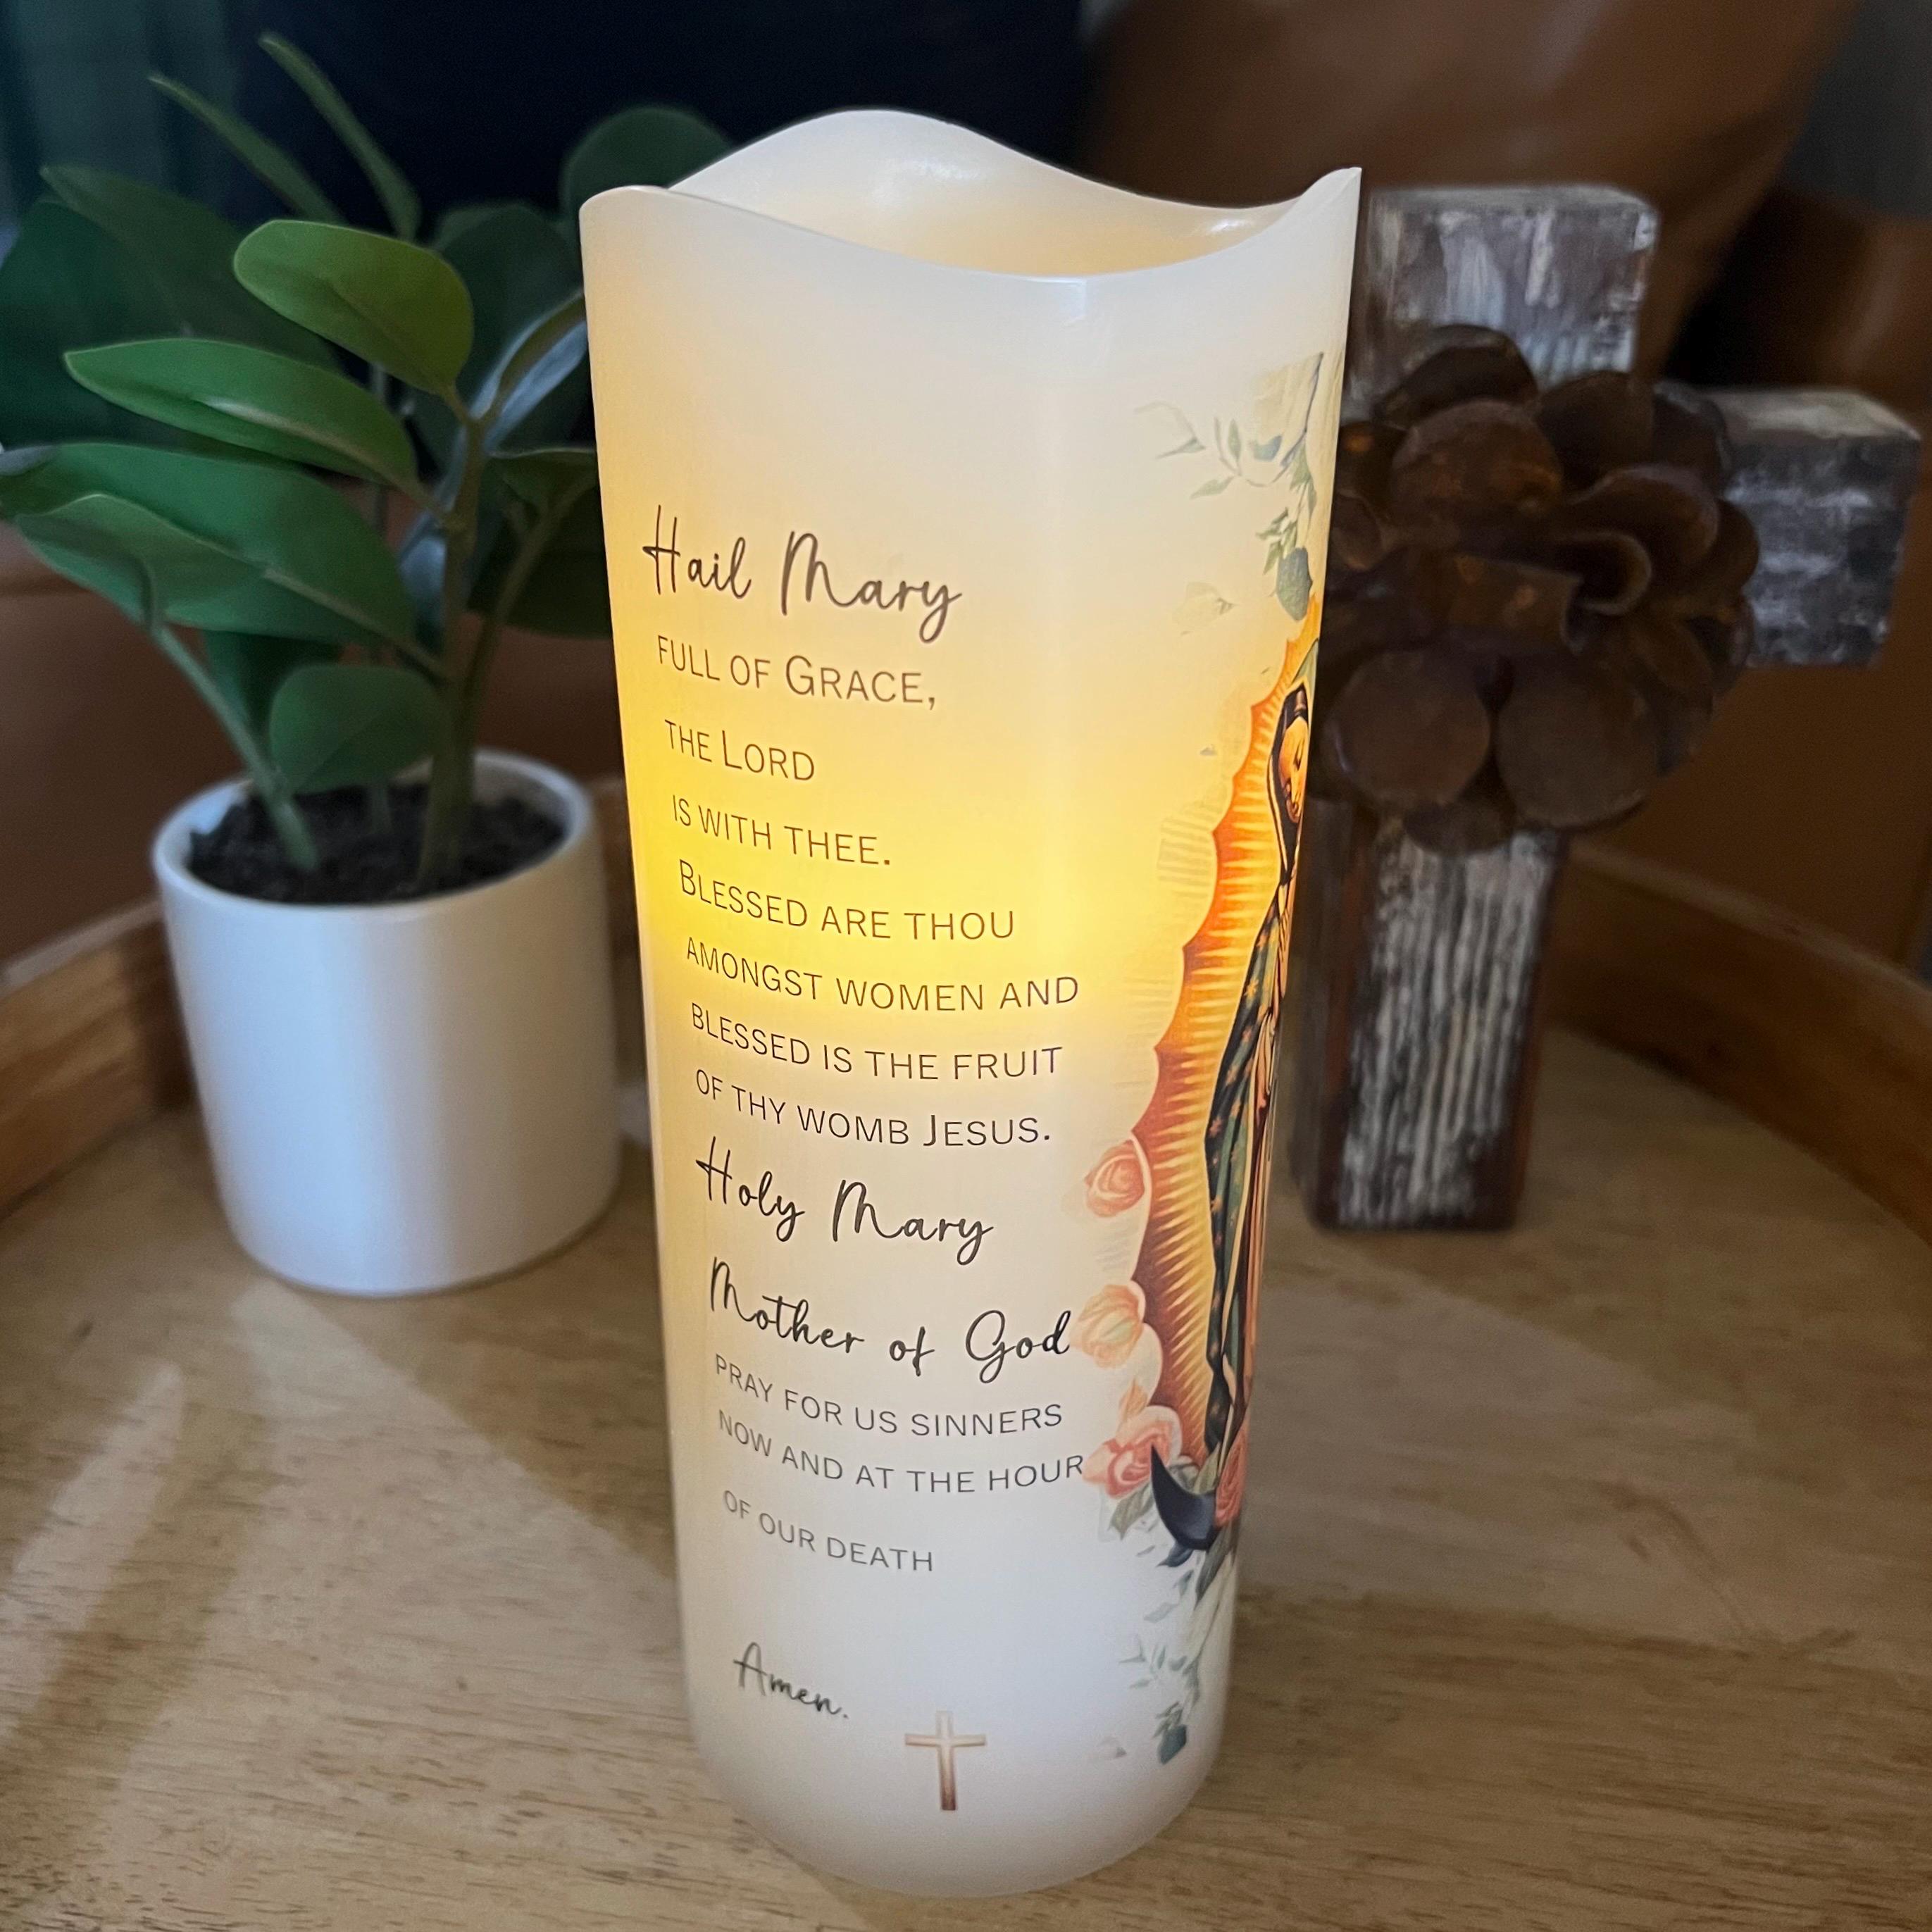 Hail Mary
FULL OF GRACE,
THE LORD
IS WITH THEE.
BLESSED ARE THOU
AMONGST WOMEN AND
BLESSED IS THE FRUIT
OF THY WOMB JESUS.
Holy Mary
Mother of God
PRAY FOR US SINNERS
NOW AND AT THE HOUR
OF OUR DEATH
Amen.